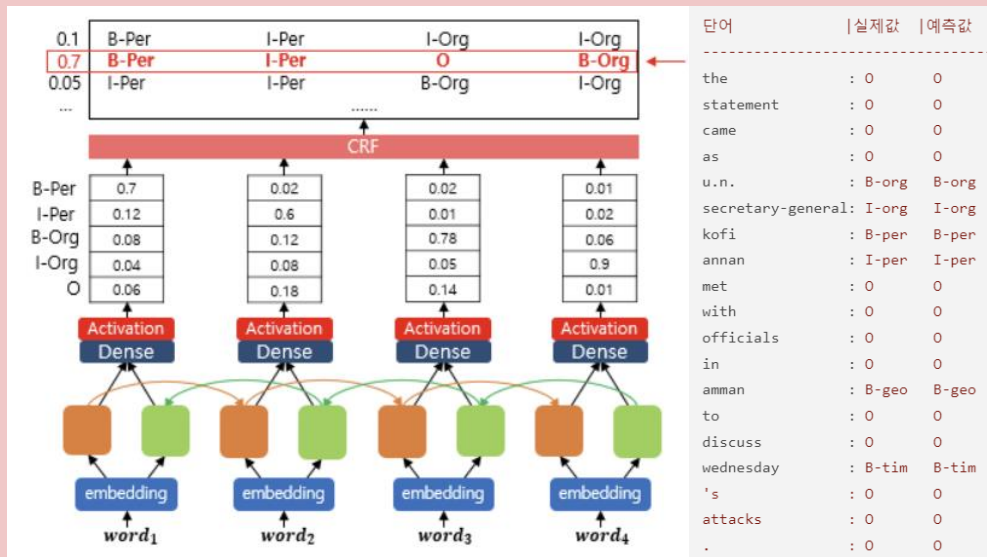 0.1 B-Per I-Per I-Org I-Org
0.7 B-Per I-Per O B-Org
0.05 I-Per I-Per B-Org I-Org
... ......
CRF
B-Per 0.7 0.02 0.02 0.01
I-Per 0.12 0.6 0.01 0.02
B-Org 0.08 0.12 0.78 0.06
I-Org 0.04 0.08 0.05 0.9
O 0.06 0.18 0.14 0.01
Activation Activation Activation Activation
Dense Dense Dense Dense
embedding embedding embedding embedding
word1 word2 word3 word4
단어 |실제값 |예측값
-----------------------------------
the : O O
statement : O O
came : O O
as : O O
u.n. : B-org B-org
secretary-general: I-org I-org
kofi : B-per B-per
annan : I-per I-per
met : O O
with : O O
officials : O O
in : O O
amman : B-geo B-geo
to : O O
discuss : O O
wednesday : B-tim B-tim
's : O O
attacks : O O
. : O O